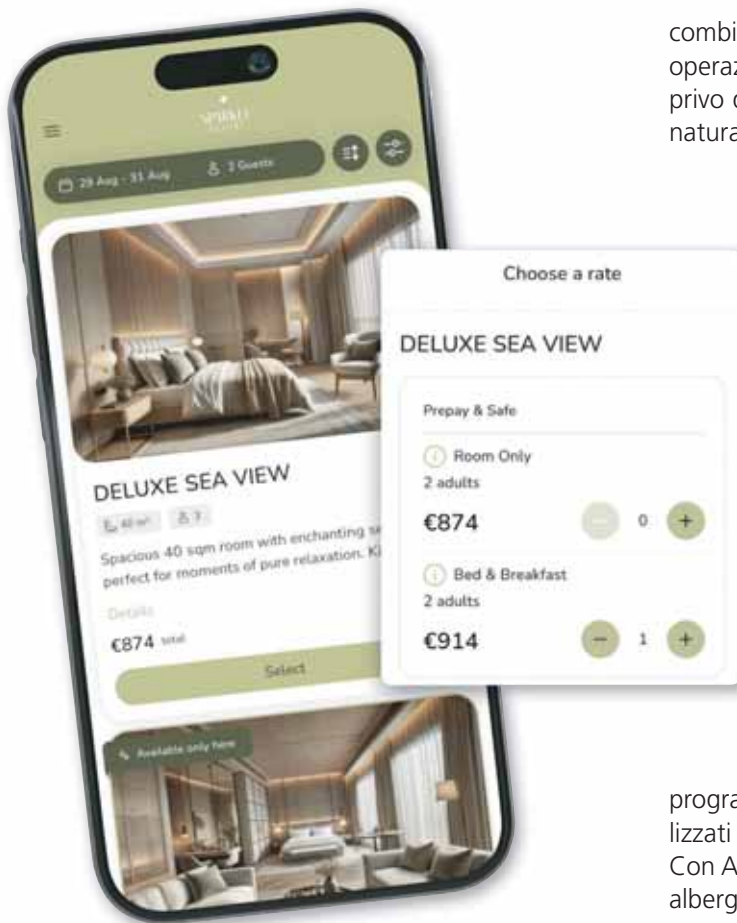 combi
operaz
privo d
natura
29 Aug - 31 Aug
2 Guests
DELUXE SEA VIEW
40 m²
Spacious 40 sqm room with enchanting se
perfect for moments of pure relaxation. Ki
Details
€874 total
Select
Available only here
Choose a rate
DELUXE SEA VIEW
Prepay & Safe
Room Only
2 adults
€874
0
Bed & Breakfast
2 adults
€914
1
progra
lizzati
Con A
alberg